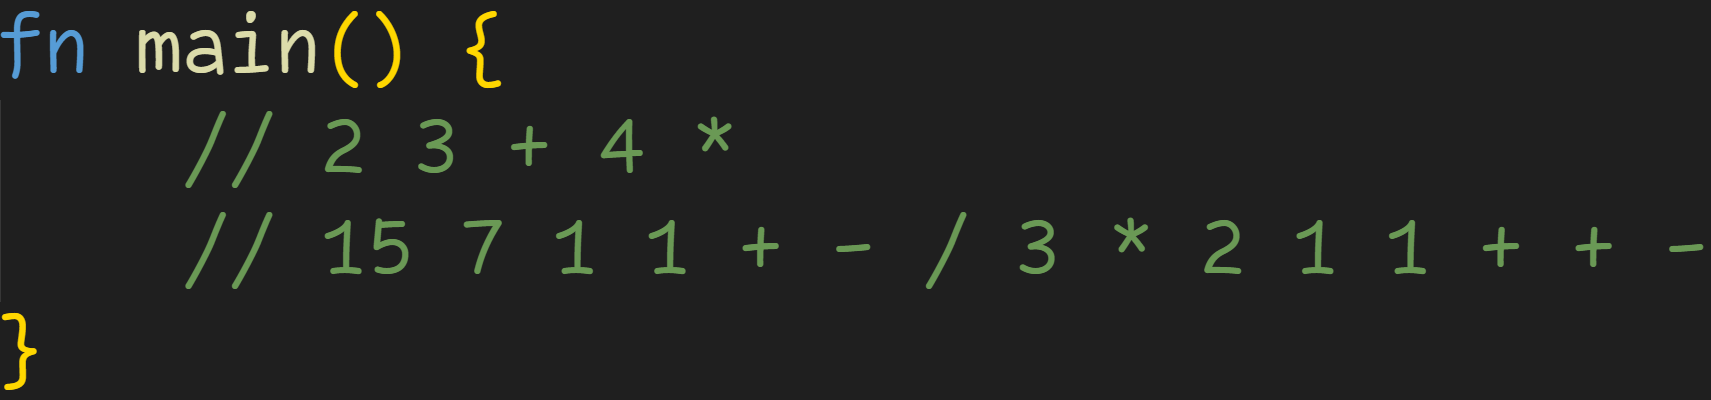 fn main() {
    // 2 3 + 4 *
    // 15 7 1 1 + - / 3 * 2 1 1 + + -
}